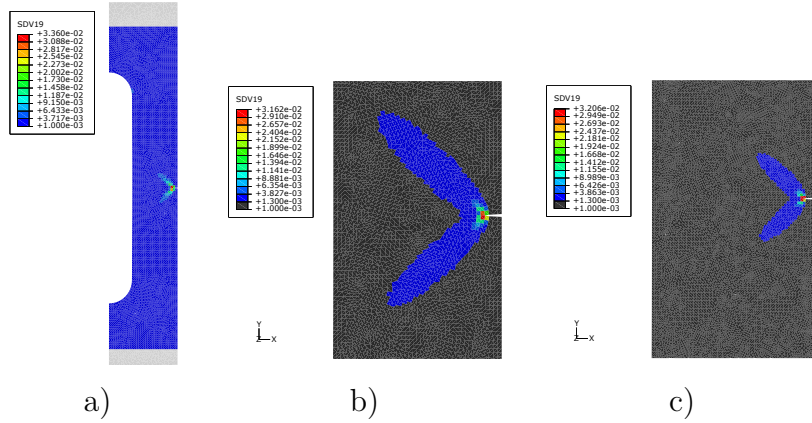 SDV19
+3.360e-02
+3.088e-02
+2.817e-02
+2.545e-02
+2.273e-02
+2.002e-02
+1.730e-02
+1.458e-02
+1.187e-02
+9.150e-03
+6.433e-03
+3.717e-03
+1.000e-03
SDV19
+3.162e-02
+2.910e-02
+2.657e-02
+2.404e-02
+2.152e-02
+1.899e-02
+1.646e-02
+1.394e-02
+1.141e-02
+8.881e-03
+6.354e-03
+3.827e-03
+1.300e-03
+1.000e-03
SDV19
+3.206e-02
+2.949e-02
+2.693e-02
+2.437e-02
+2.181e-02
+1.924e-02
+1.668e-02
+1.412e-02
+1.155e-02
+8.989e-03
+6.426e-03
+3.863e-03
+1.300e-03
+1.000e-03
Y
Z X
Y
Z X
a) b) c)